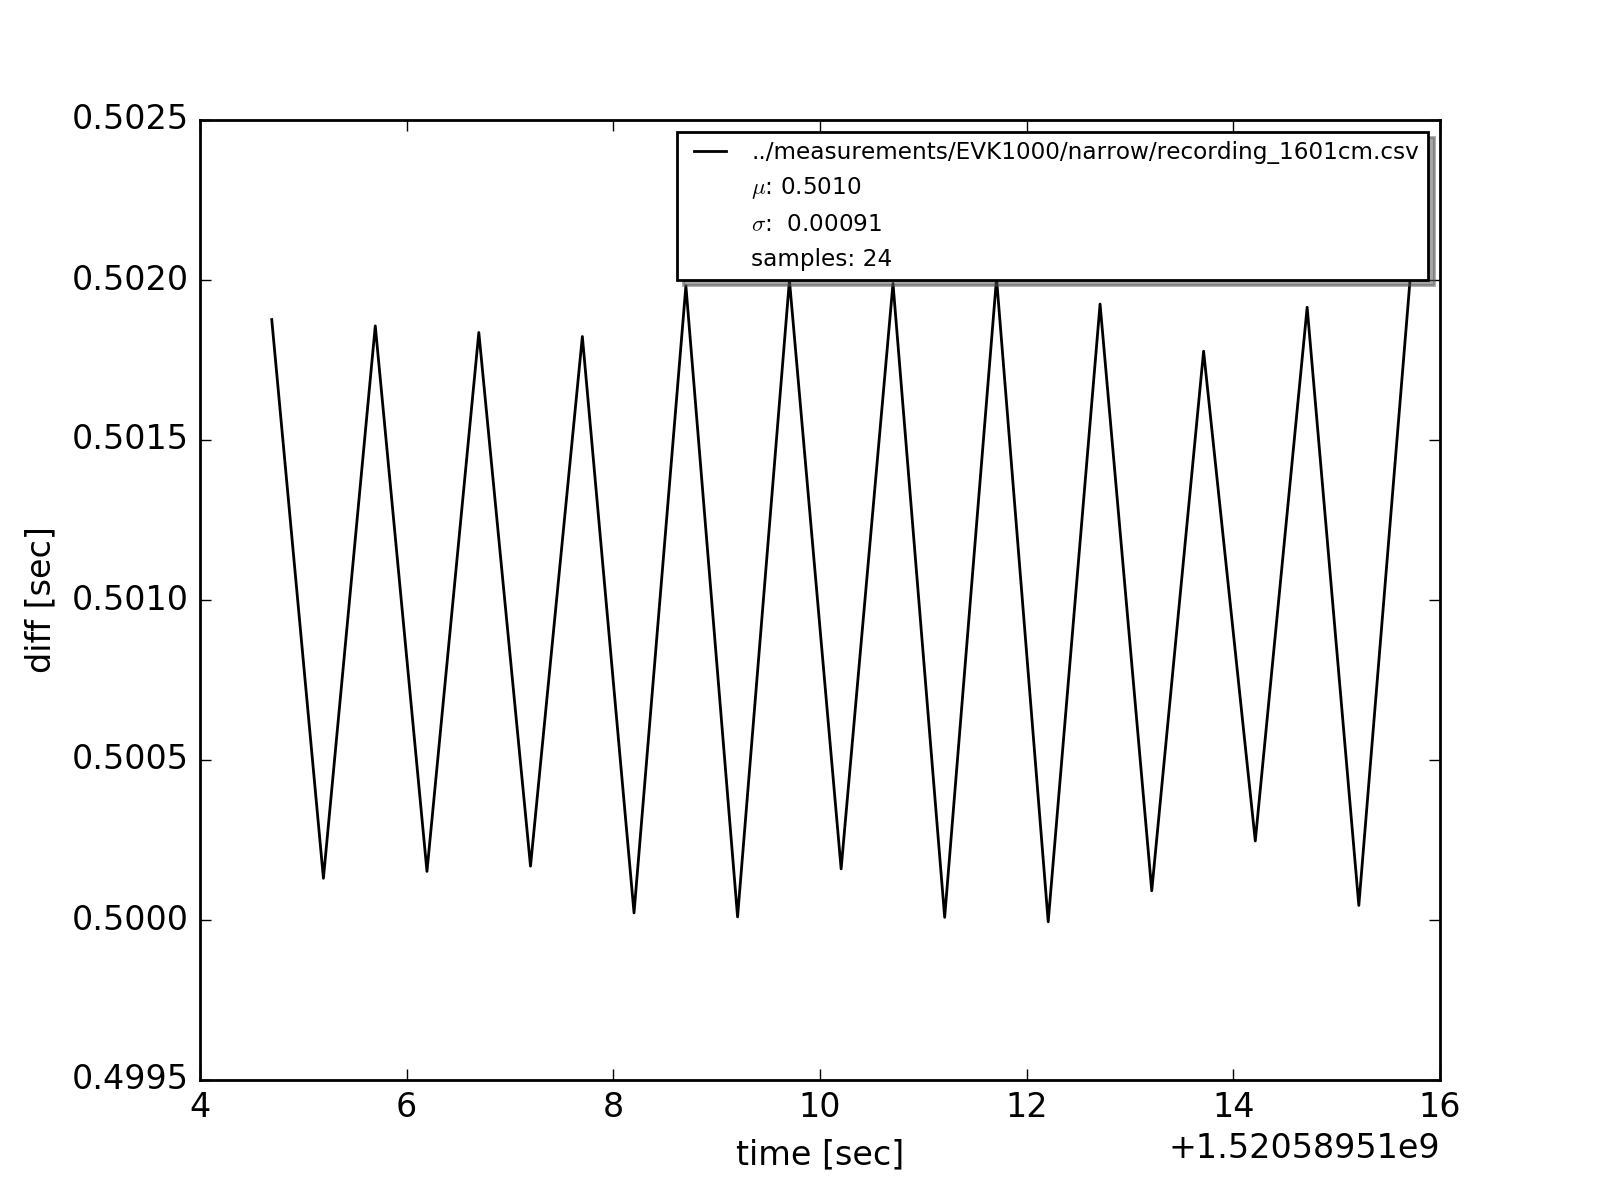 0.5025
0.5020
0.5015
0.5010
0.5005
0.5000
0.4995
diff [sec]
../measurements/EVK1000/narrow/recording_1601cm.csv
μ: 0.5010
σ: 0.00091
samples: 24
4 6 8 10 12 14 16
time [sec]
+1.52058951e9